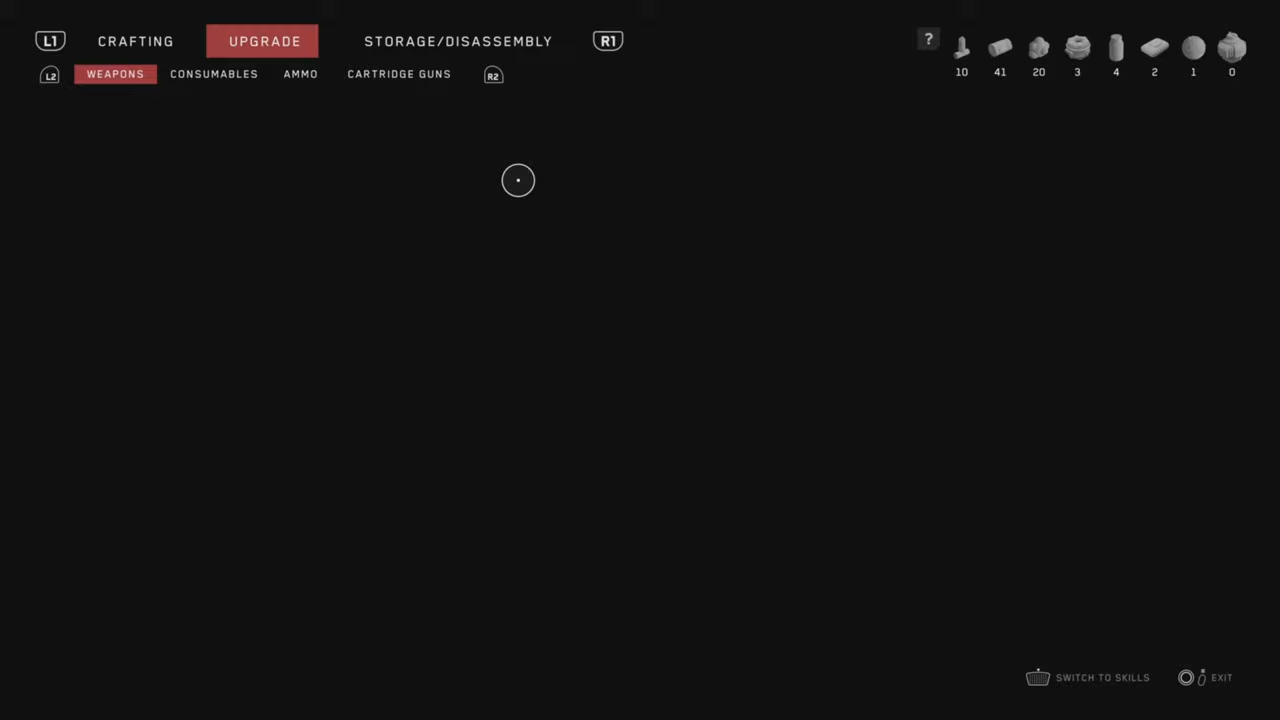 L1 CRAFTING UPGRADE STORAGE/DISASSEMBLY R1 ?
L2 WEAPONS CONSUMABLES AMMO CARTRIDGE GUNS R2
10 41 20 3 4 2 1 0
SWITCH TO SKILLS EXIT